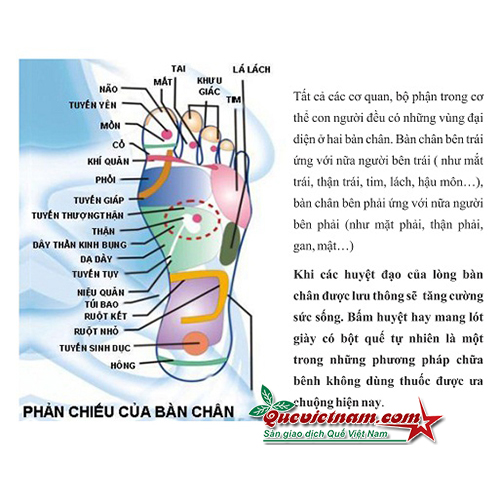 TAI
LÁ LÁCH
MẮT
KHƯU
GIÁC
NÃO
TUYẾN YÊN
TIM
MÔN
CỔ
KHÍ QUẢN
PHỔI
TUYẾN GIÁP
TUYẾN THƯỢNG THẬN
THẬN
DÂY THẦN KINH BỤNG
DẠ DÀY
TUYẾN TỤY
NIỆU QUẢN
TÚI BAO
RUỘT KẾT
RUỘT NHỎ
TUYẾN SINH DỤC
HÔNG
PHẢN CHIẾU CỦA BÀN CHÂN
Tất cả các cơ quan, bộ phận trong cơ
thể con người đều có những vùng đại
diện ở hai bàn chân. Bàn chân bên trái
ứng với nữa người bên trái ( như mắt
trái, thận trái, tim, lách, hậu môn…),
bàn chân bên phải ứng với nữa người
bên phải (như mặt phải, thận phải,
gan, mật…)
Khi các huyệt đạo của lòng bàn
chân được lưu thông sẽ tăng cường
sức sống. Bấm huyệt hay mang lót
giày có bột quế tự nhiên là một
trong những phương pháp chữa
bênh không dùng thuốc được ưa
chuộng hiện nay.
Quevietnam.com
Sàn giao dịch Quế Việt Nam